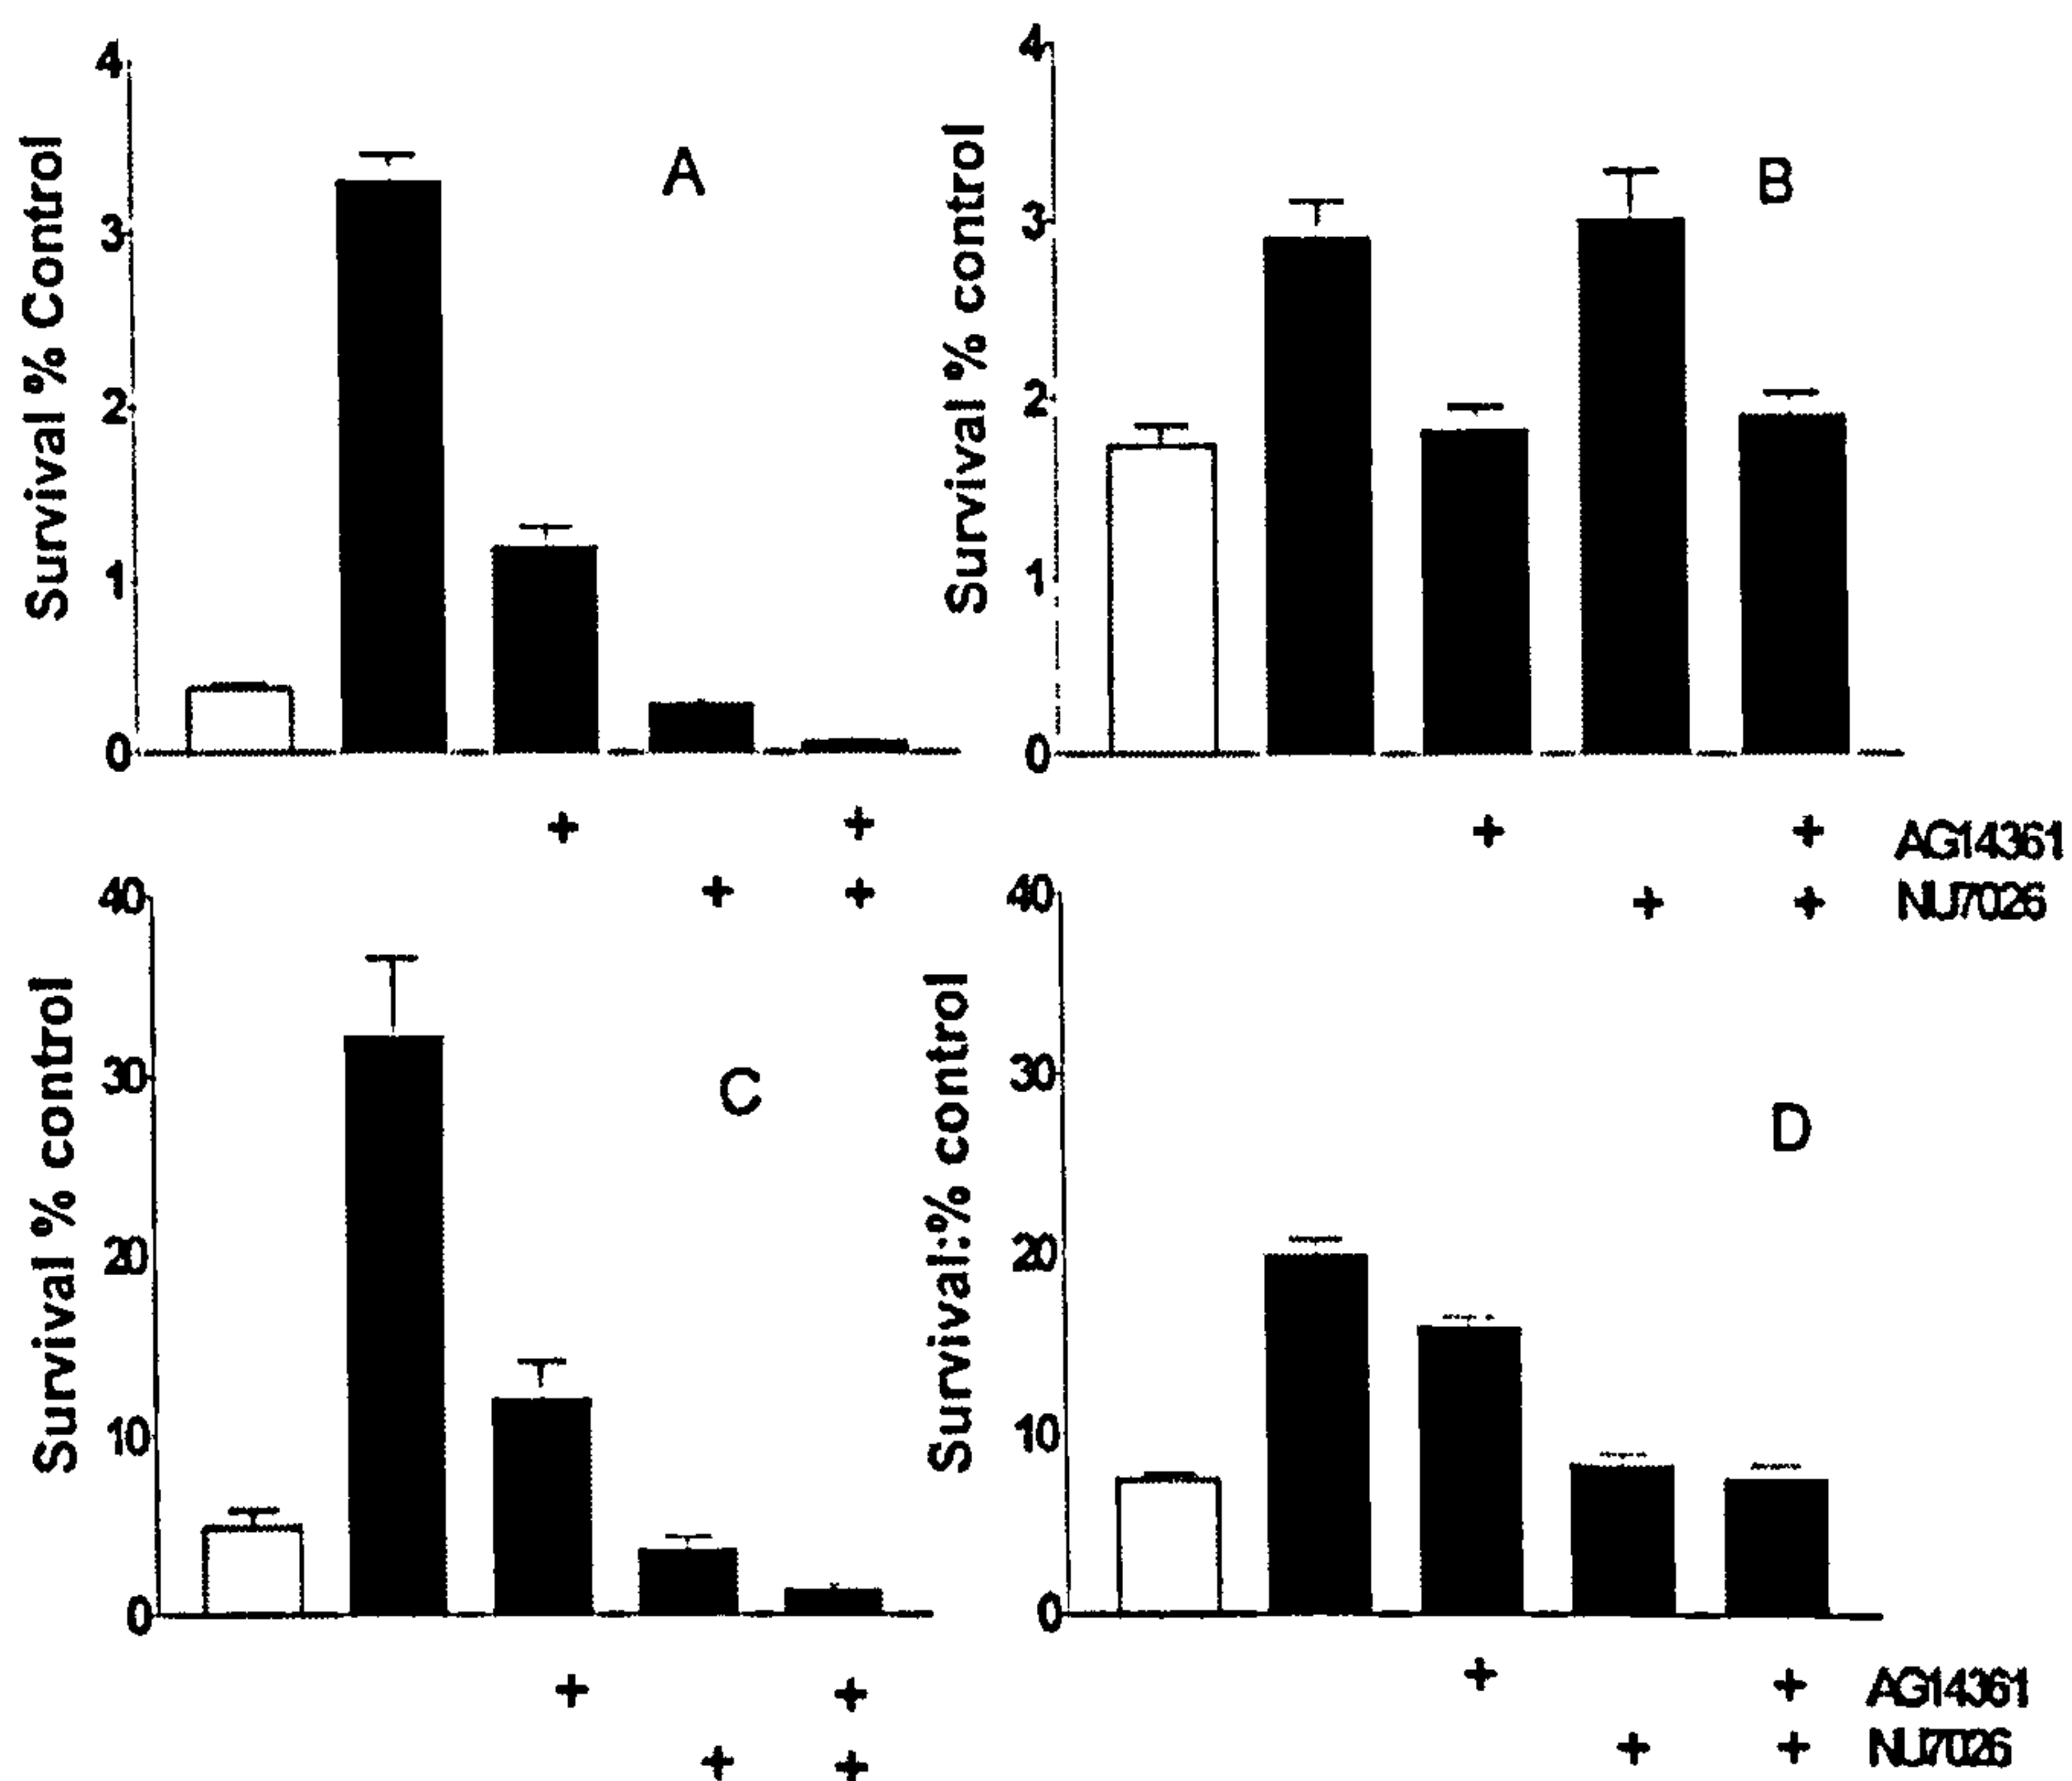 Survival % Control
4
3
2
1
0
A
+ +
+ +
Survival % control
4
3
2
1
0
B
+ + AG14361
+ + NU7026
Survival % control
40
30
20
10
0
C
+ +
+ +
Survival:% control
40
30
20
10
0
D
+ + AG14361
+ + NU7026